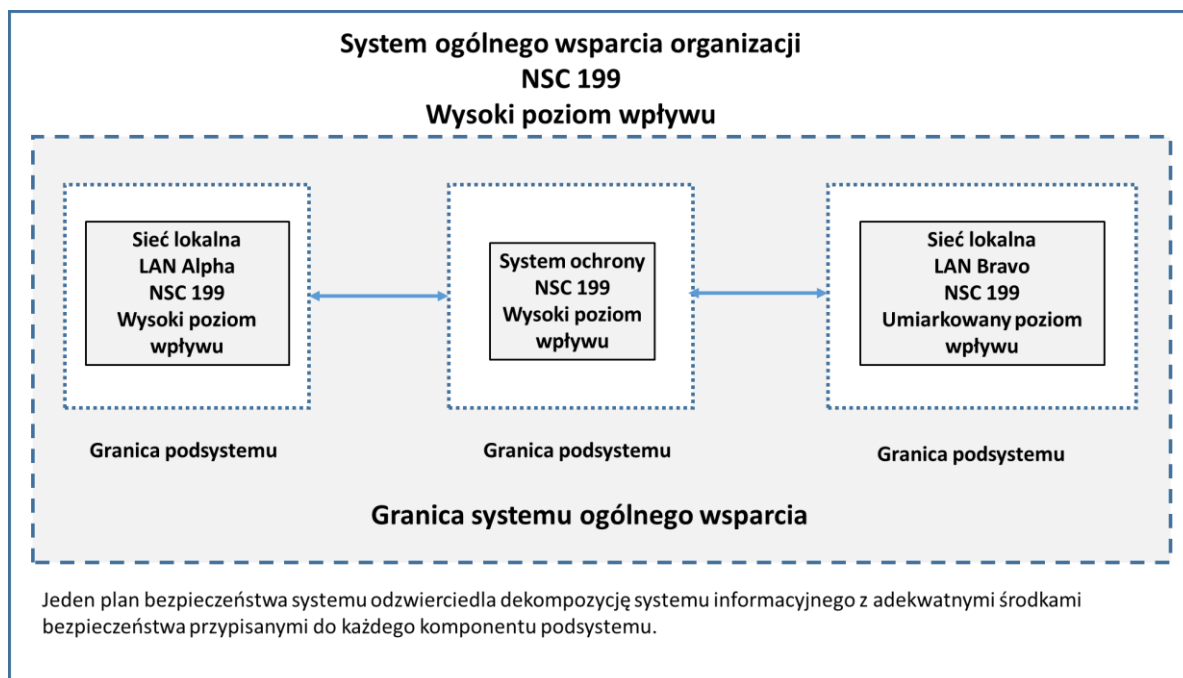 System ogólnego wsparcia organizacji
NSC 199
Wysoki poziom wpływu
Sieć lokalna
LAN Alpha
NSC 199
Wysoki poziom
wpływu
System ochrony
NSC 199
Wysoki poziom
wpływu
Sieć lokalna
LAN Bravo
NSC 199
Umiarkowany poziom
wpływu
Granica podsystemu
Granica podsystemu
Granica podsystemu
Granica systemu ogólnego wsparcia
Jeden plan bezpieczeństwa systemu odzwierciedla dekompozycję systemu informacyjnego z adekwatnymi środkami
bezpieczeństwa przypisanymi do każdego komponentu podsystemu.